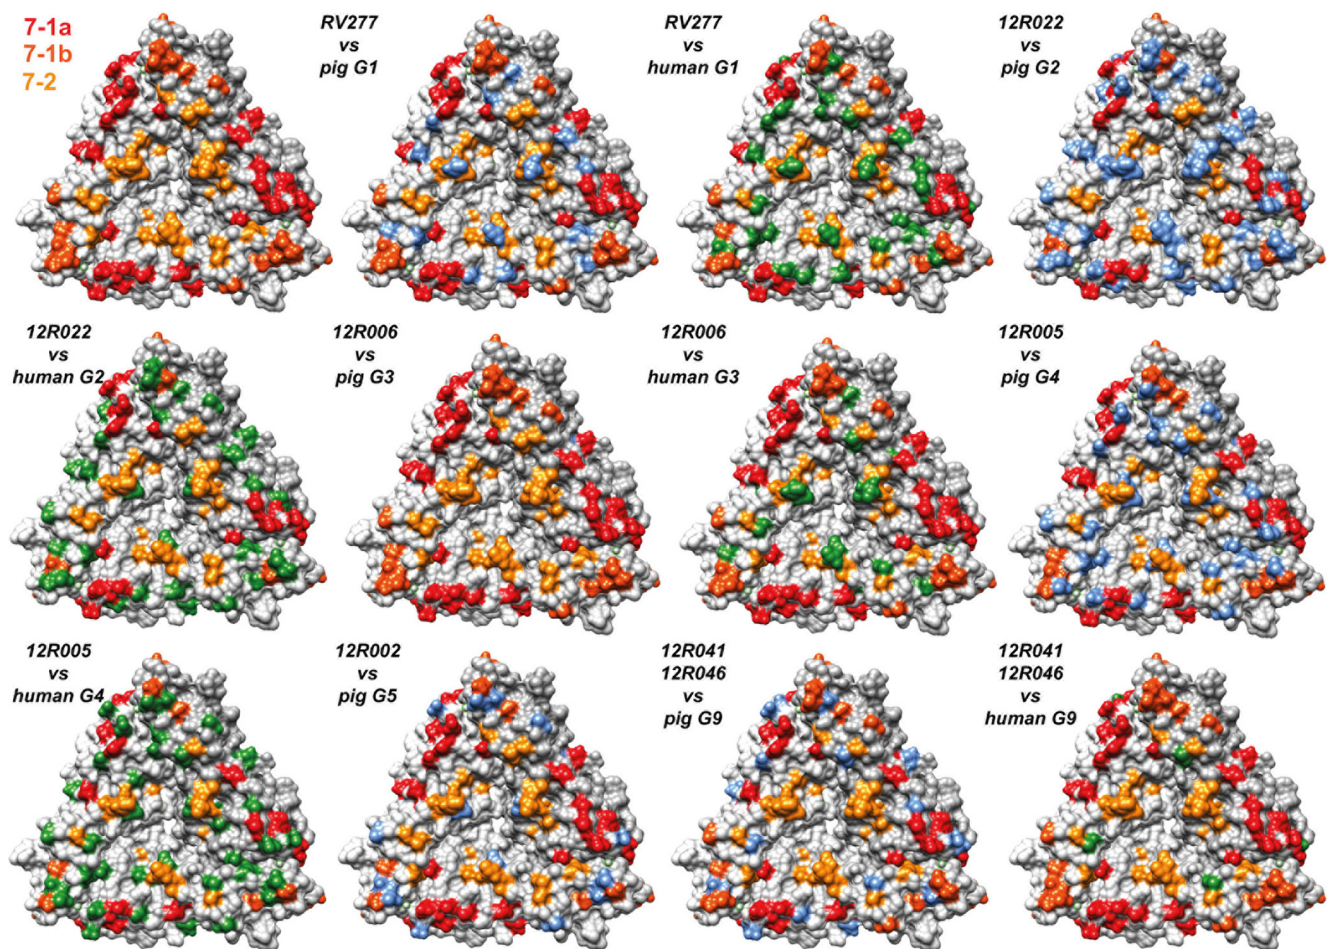 7-1a
7-1b
7-2
RV277
vs
pig G1
RV277
vs
human G1
12R022
vs
pig G2
12R022
vs
human G2
12R006
vs
pig G3
12R006
vs
human G3
12R005
vs
pig G4
12R005
vs
human G4
12R002
vs
pig G5
12R041
12R046
vs
pig G9
12R041
12R046
vs
human G9